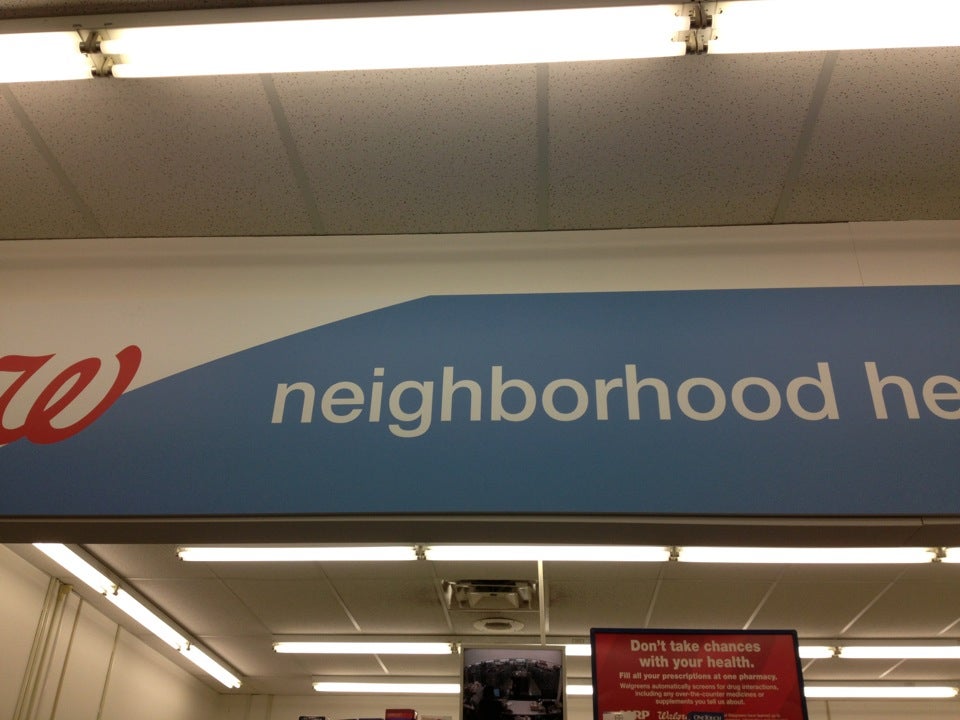 W
neighborhood he
Don't take chances
with your health.
Fill all your prescriptions at one pharmacy.
Walgreens automatically screens for drug interactions,
including any over-the-counter medicines or
supplements you tell us about.